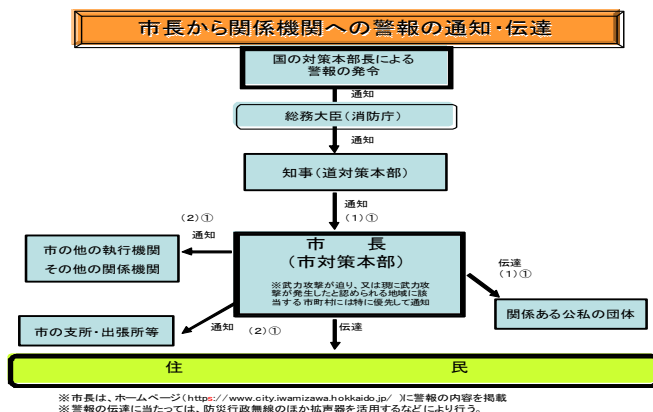 市長から関係機関への警報の通知･伝達
国の対策本部長による
警報の発令
通知
総務大臣（消防庁）
通知
知事（道対策本部）
通知
(1)①
(2)①
通知
市の他の執行機関
その他の関係機関
市　　長
（市対策本部）
※武力攻撃が迫り、又は現に武力攻
撃が発生したと認められる地域に該
当する市町村には特に優先して通知
伝達
(1)①
関係ある公私の団体
市の支所･出張所等
通知　(2)①
伝達
住　　民
※市長は、ホームページ（https://www.city.iwamizawa.hokkaido.jp/ ）に警報の内容を掲載
※警報の伝達に当たっては、防災行政無線のほか拡声器を活用するなどにより行う。